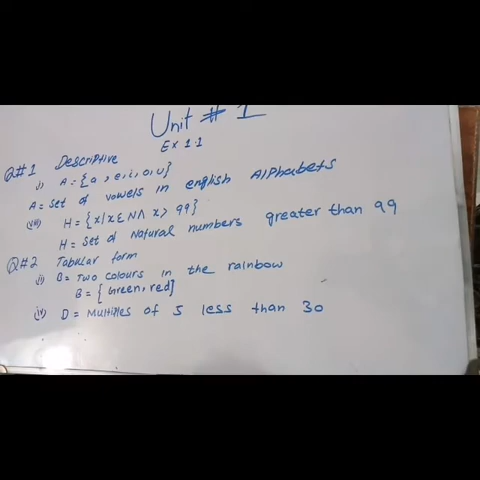 Unit # 1
Ex 1.1
Q#1 Descriptive
i) A = {a, e, i, o, u}
A = Set of vowels in english Alphabets
(viii) H = {x|x∈N∧ x > 99}
H = Set of Natural numbers greater than 99
Q#2 Tabular form
ii) B = Two colours in the rainbow
B = {Green, red}
(iv) D = Multiples of 5 less than 30